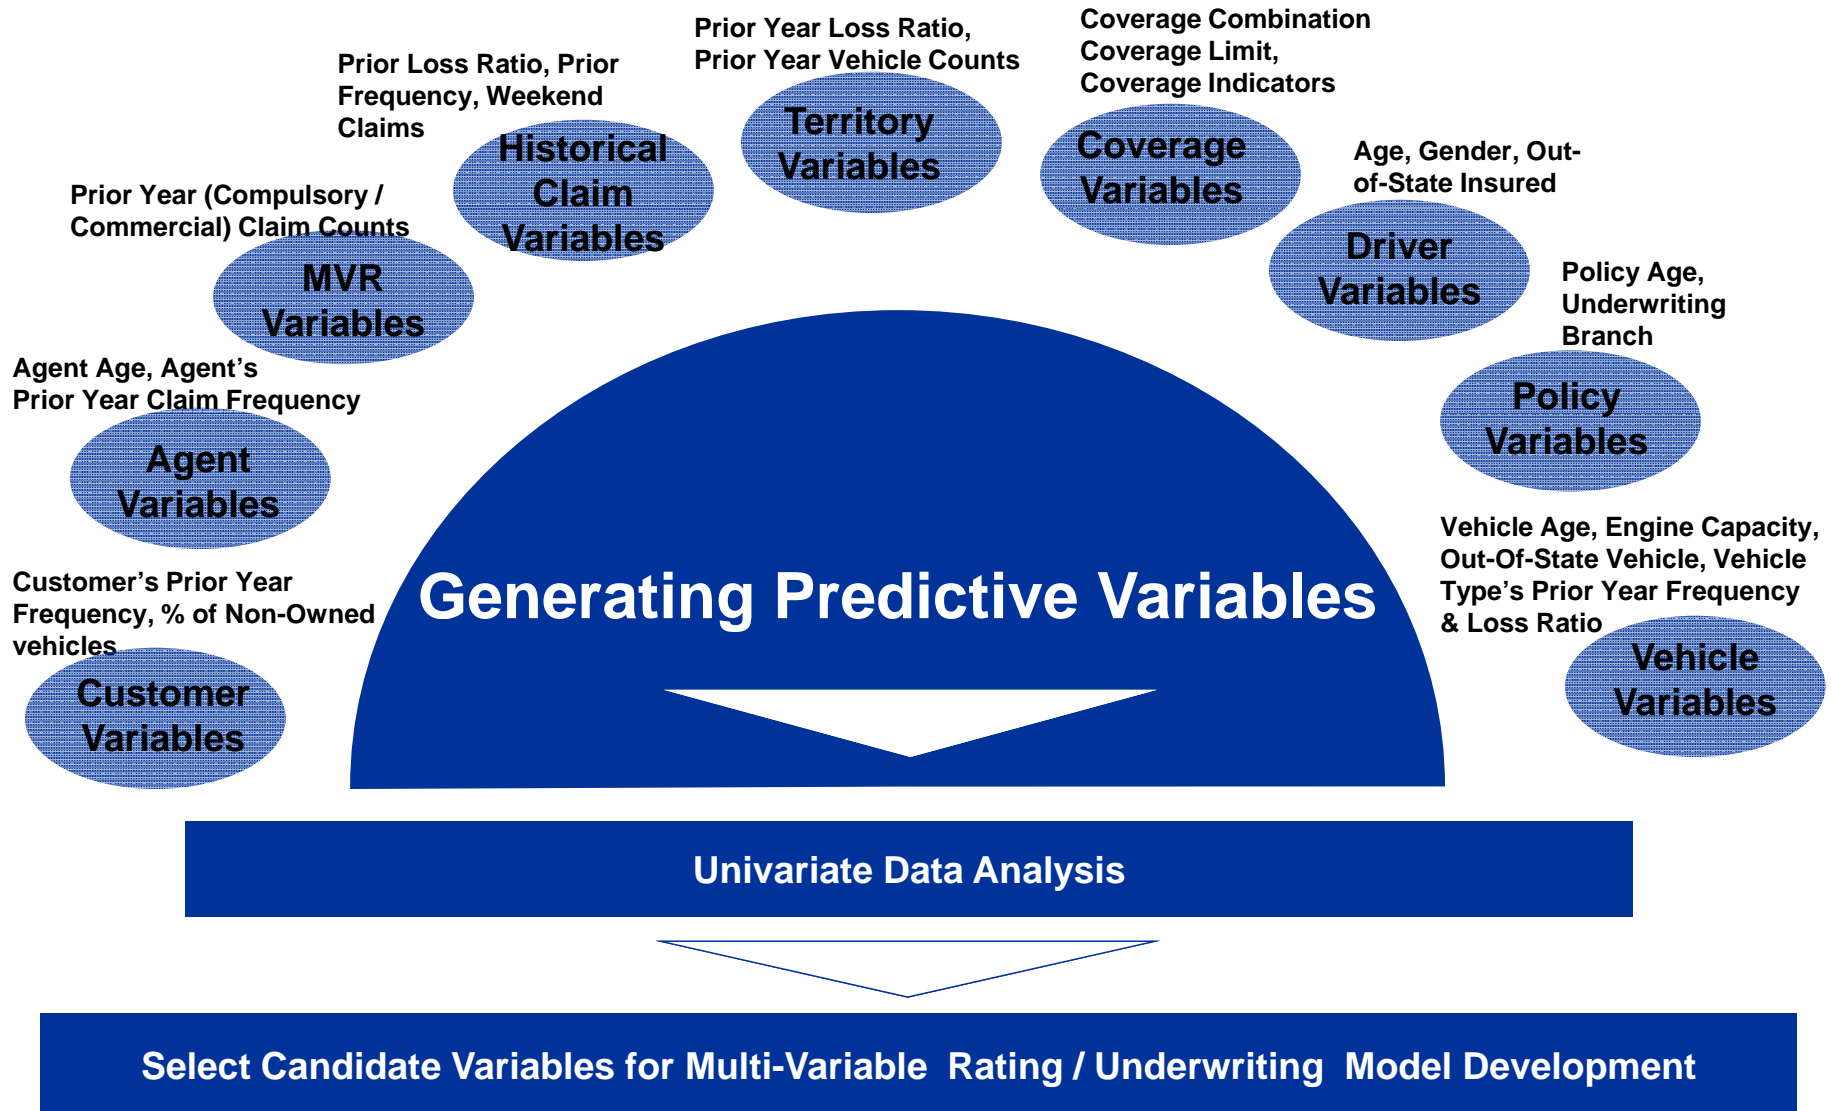 Coverage Combination
Coverage Limit,
Coverage Indicators
Prior Year Loss Ratio,
Prior Year Vehicle Counts
Prior Loss Ratio, Prior
Frequency, Weekend
Claims
Territory
Variables
Coverage
Variables
Historical
Claim
Variables
Age, Gender, Out-
of-State Insured
Prior Year (Compulsory /
Commercial) Claim Counts
Driver
Variables
MVR
Variables
Policy Age,
Underwriting
Branch
Agent Age, Agent’s
Prior Year Claim Frequency
Policy
Variables
Agent
Variables
Vehicle Age, Engine Capacity,
Out-Of-State Vehicle, Vehicle
Type’s Prior Year Frequency
& Loss Ratio
Customer’s Prior Year
Frequency, % of Non-Owned
vehicles
Generating Predictive Variables
Vehicle
Variables
Customer
Variables
Univariate Data Analysis
Select Candidate Variables for Multi-Variable Rating / Underwriting Model Development